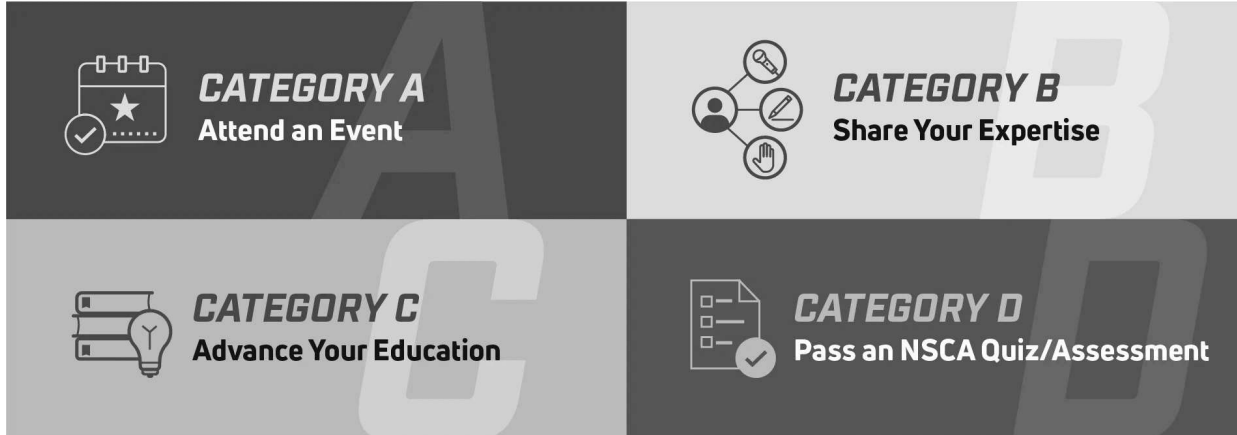 CATEGORY A
Attend an Event
CATEGORY B
Share Your Expertise
CATEGORY C
Advance Your Education
CATEGORY D
Pass an NSCA Quiz/Assessment
A
B
C
D